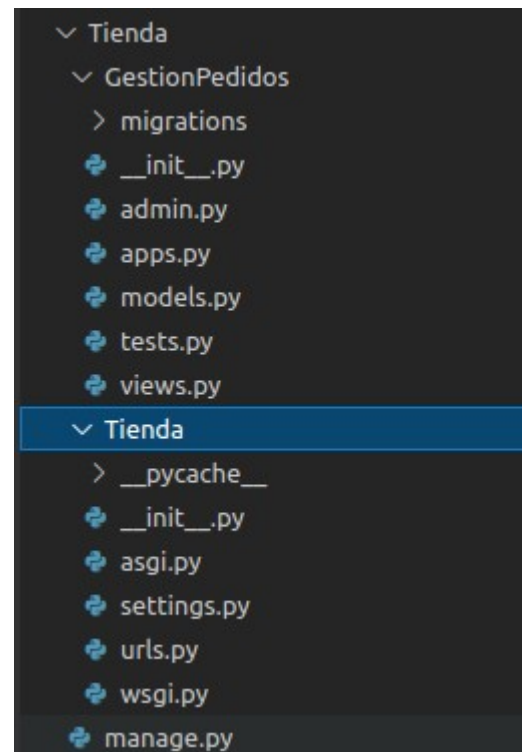 Tienda
GestionPedidos
migrations
__init__.py
admin.py
apps.py
models.py
tests.py
views.py
Tienda
__pycache__
__init__.py
asgi.py
settings.py
urls.py
wsgi.py
manage.py